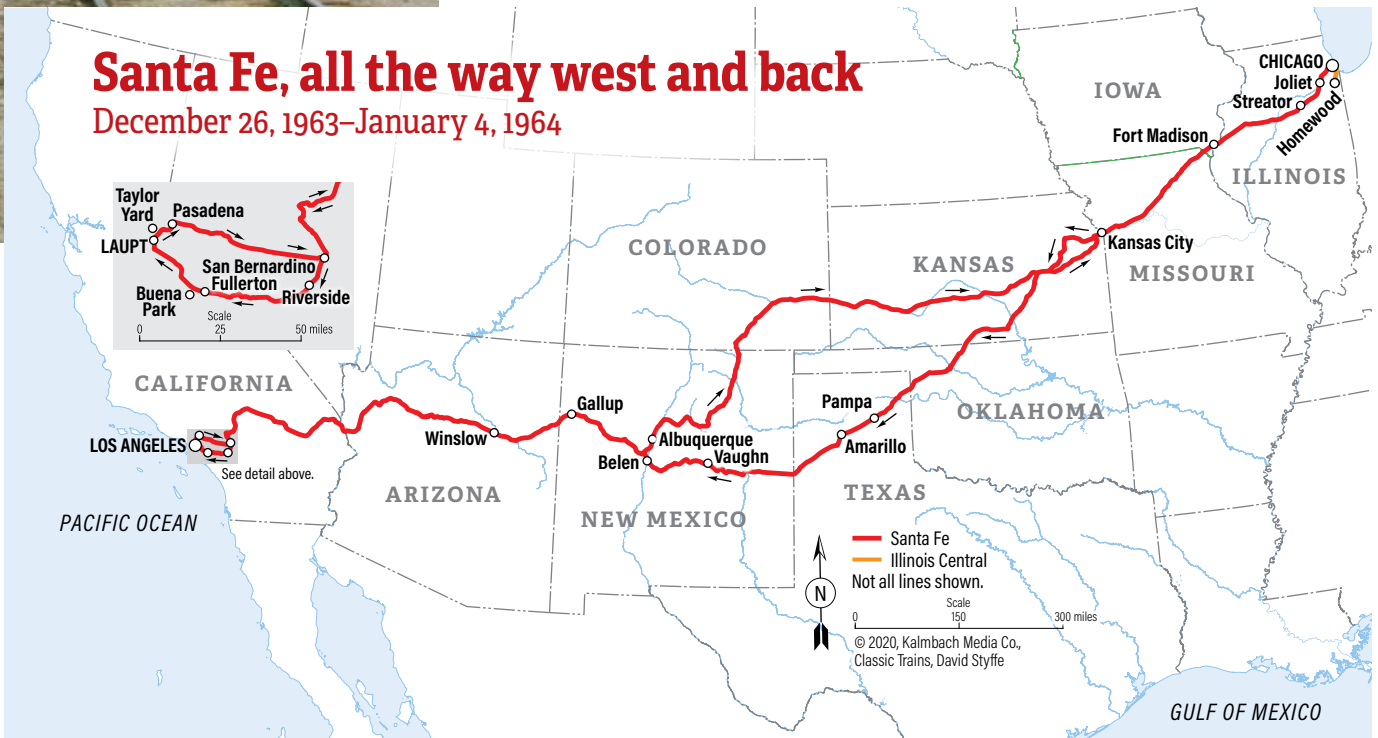 Santa Fe, all the way west and back
December 26, 1963–January 4, 1964
CHICAGO
Joliet
Streator
Homewood
IOWA
Fort Madison
ILLINOIS
Taylor
Yard
Pasadena
LAUPT
San Bernardino
Fullerton
Buena
Park
Riverside
Scale
0 25 50 miles
COLORADO
KANSAS
Kansas City
MISSOURI
CALIFORNIA
LOS ANGELES
See detail above.
Winslow
Gallup
Albuquerque
Vaughn
Belen
Pampa
Amarillo
OKLAHOMA
ARIZONA
NEW MEXICO
TEXAS
PACIFIC OCEAN
Santa Fe
Illinois Central
Not all lines shown.
N
Scale
0 150 300 miles
© 2020, Kalmbach Media Co.,
Classic Trains, David Styffe
GULF OF MEXICO